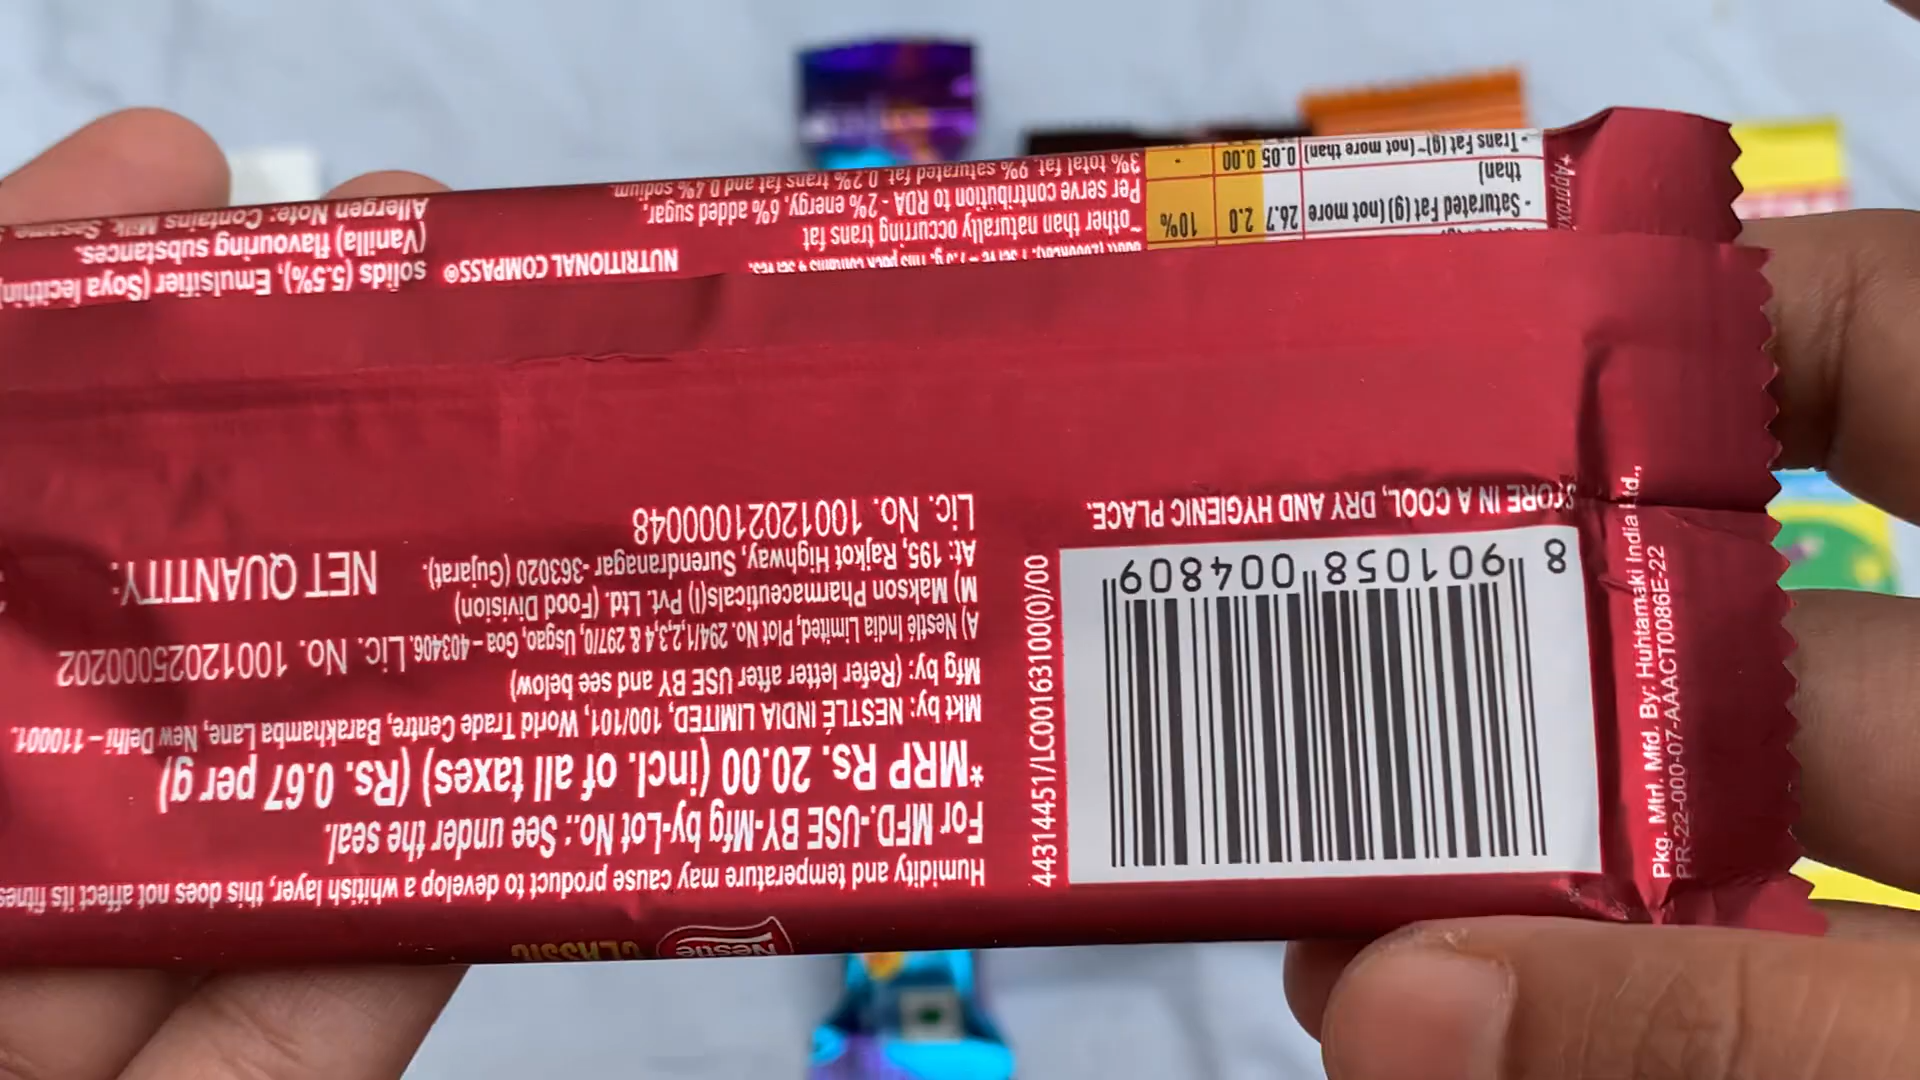 Nestlé CLASSIC
Humidity and temperature may cause product to develop a whitish layer, this does not affect its
For MFD.-USE BY-Mfg by-Lot No.: See under the seal.
*MRP Rs. 20.00 (incl. of all taxes) (Rs. 0.67 per g)
Mkt by: NESTLÉ INDIA LIMITED, 100/101, World Trade Centre, Barakhamba Lane, New Delhi – 110001.
Mfg by: (Refer letter after USE BY and see below)
A) Nestlé India Limited, Plot No. 294/1,2,3,4 & 297/0, Usgao, Goa – 403406. Lic. No. 10012025000202
M) Makson Pharmaceuticals(I) Pvt. Ltd. (Food Division)
At: 195, Rajkot Highway, Surendranagar -363020 (Gujarat).
Lic. No. 10012021000048
NET QUANTITY:
44314451/LC00163100(0)/00
8 901058 004809
STORE IN A COOL, DRY AND HYGIENIC PLACE.
Pkg. Mtrl. Mfd. By: Huhtamaki India Ltd.,
PR-22-000-07-AAACT0086E-22
solids (5.5%), Emulsifier (Soya lecithin)
(Vanilla) flavouring substances.
Allergen Note: Contains Milk.
NUTRITIONAL COMPASS®
~other than naturally occurring trans fat
Per serve contribution to RDA - 2% energy, 6% added sugar,
3% total fat, 9% saturated fat, 0.2% trans fat and 0.4% sodium.
- Saturated Fat (g) (not more than) 26.7 2.0 10%
- Trans Fat (g)~(not more than) 0.05 0.00 -